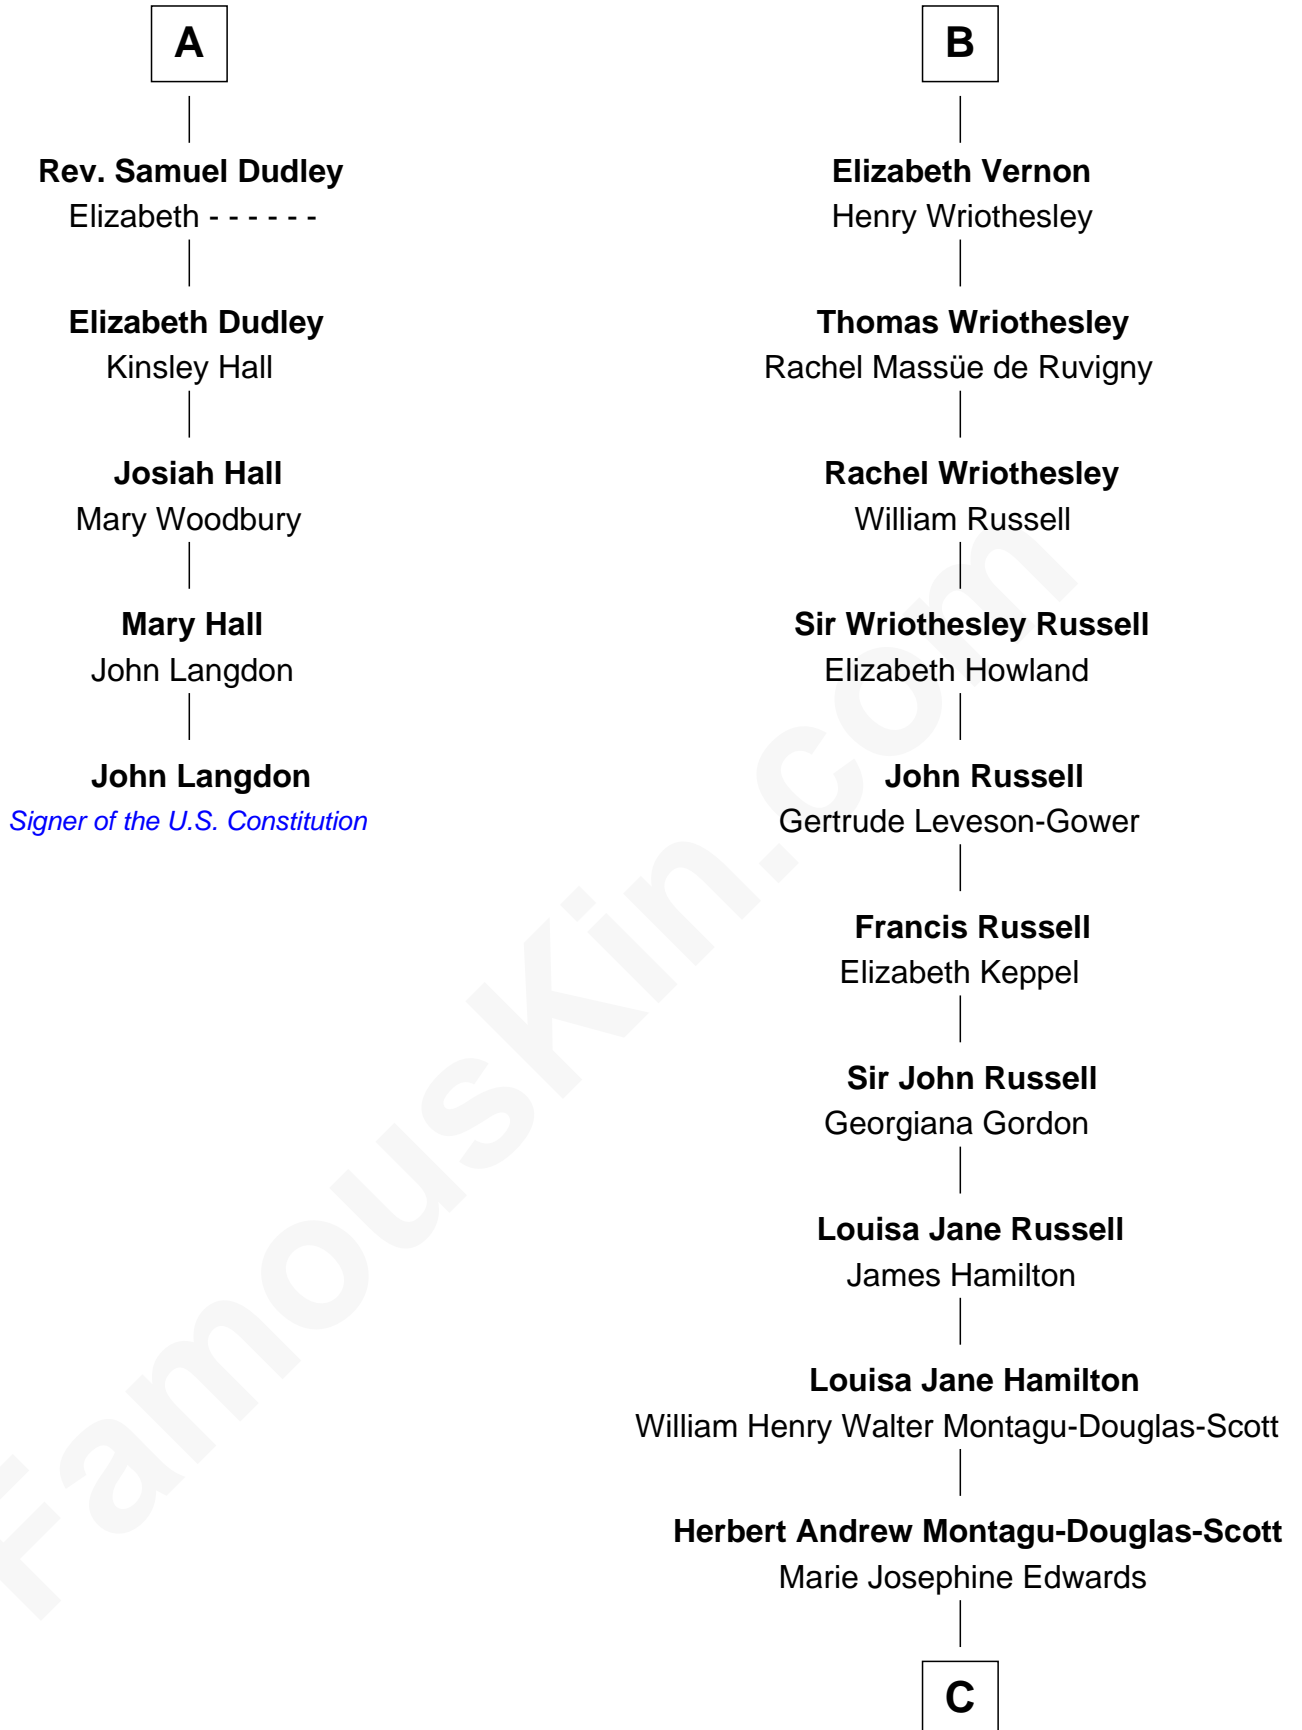 A
Rev. Samuel Dudley
Elizabeth - - - - - -
Elizabeth Dudley
Kinsley Hall
Josiah Hall
Mary Woodbury
Mary Hall
John Langdon
John Langdon
Signer of the U.S. Constitution
B
Elizabeth Vernon
Henry Wriothesley
Thomas Wriothesley
Rachel Massüe de Ruvigny
Rachel Wriothesley
William Russell
Sir Wriothesley Russell
Elizabeth Howland
John Russell
Gertrude Leveson-Gower
Francis Russell
Elizabeth Keppel
Sir John Russell
Georgiana Gordon
Louisa Jane Russell
James Hamilton
Louisa Jane Hamilton
William Henry Walter Montagu-Douglas-Scott
Herbert Andrew Montagu-Douglas-Scott
Marie Josephine Edwards
C
FamousKin.com